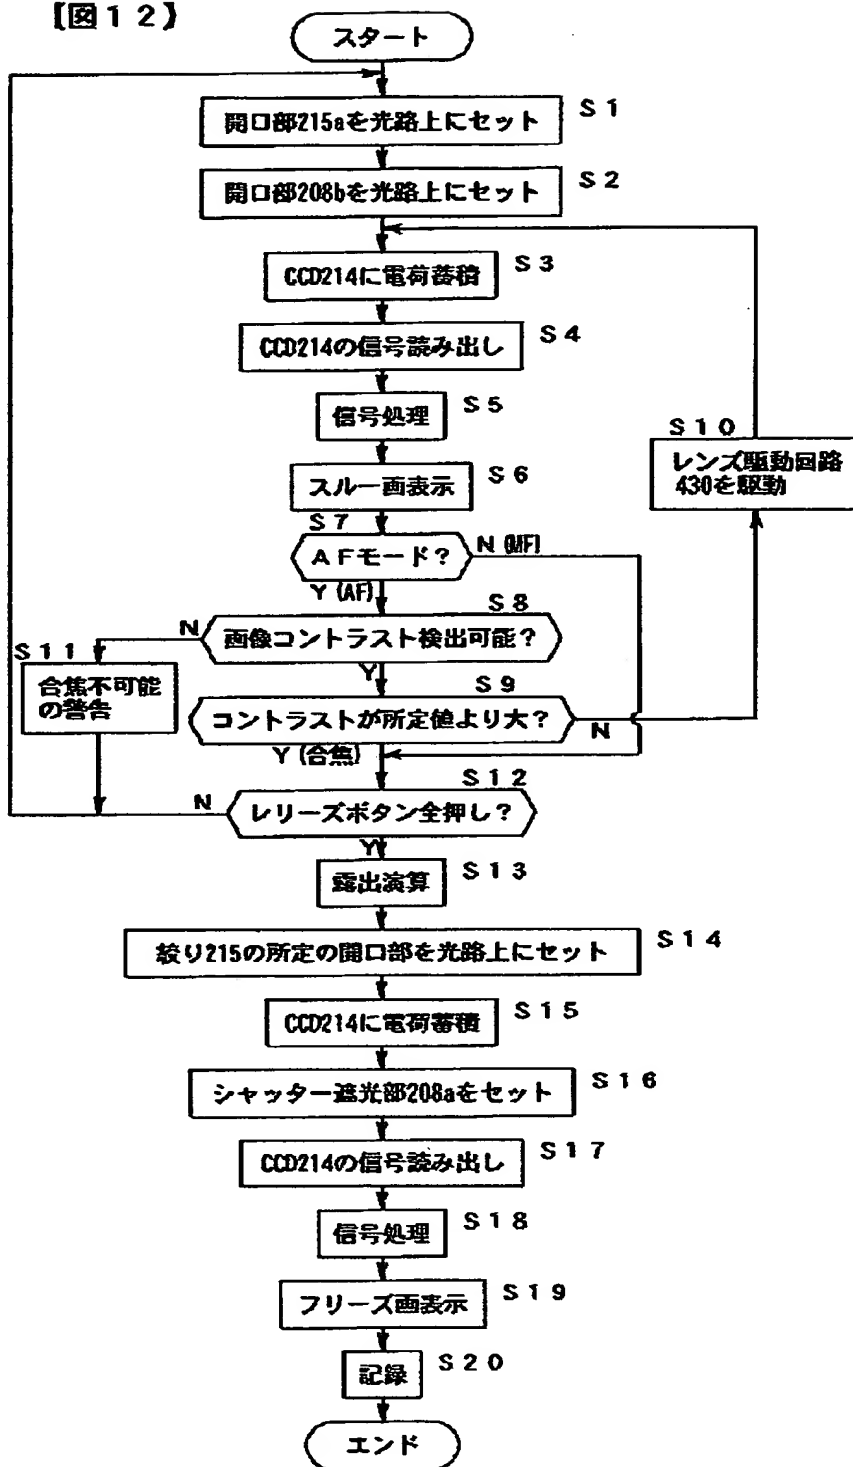 【図12】
スタート
開口部215aを光路上にセット
S1
開口部208bを光路上にセット
S2
CCD214に電荷蓄積
S3
CCD214の信号読み出し
S4
信号処理
S5
スルー画表示
S6
S7
AFモード?
N (MF)
Y (AF)
S8
画像コントラスト検出可能?
N
Y
S9
コントラストが所定値より大?
N
Y (合焦)
S10
レンズ駆動回路
430を駆動
S11
合焦不可能
の警告
S12
レリーズボタン全押し?
N
Y
露出演算
S13
絞り215の所定の開口部を光路上にセット
S14
CCD214に電荷蓄積
S15
シャッター遮光部208aをセット
S16
CCD214の信号読み出し
S17
信号処理
S18
フリーズ画表示
S19
記録
S20
エンド